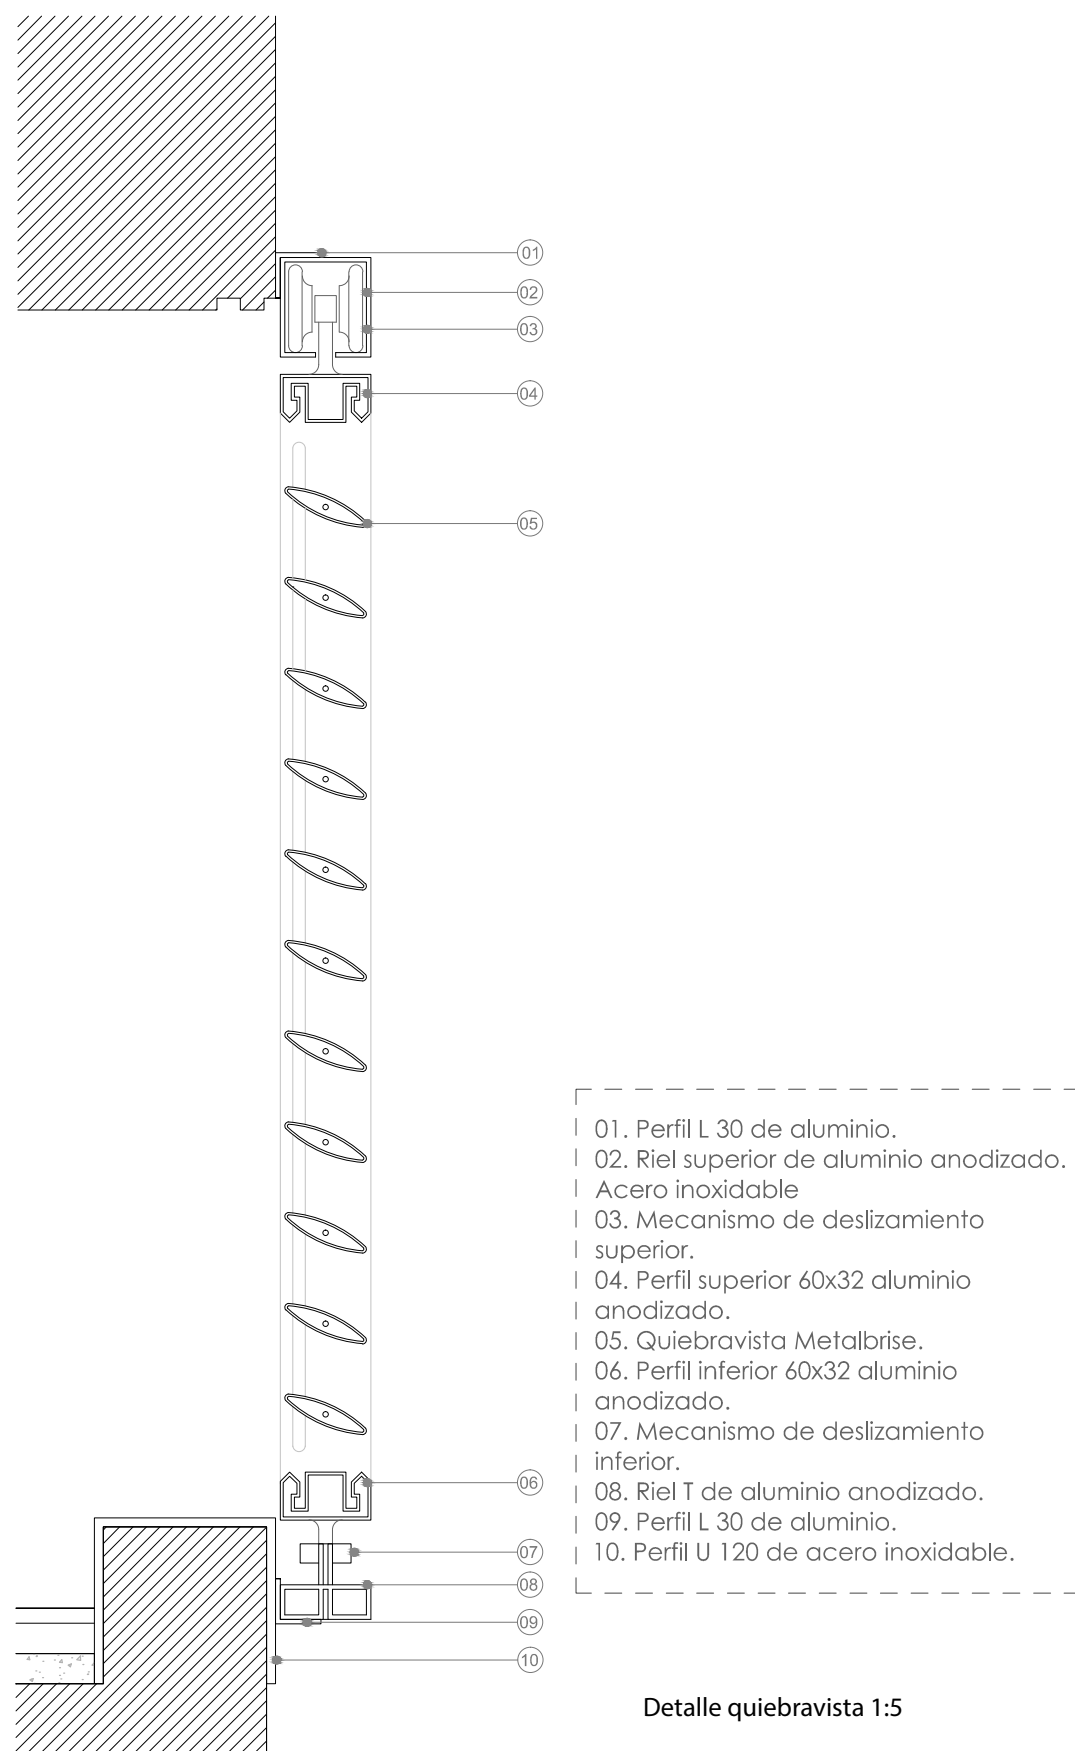 01
02
03
04
05
06
07
08
09
10
01. Perfil L 30 de aluminio.
02. Riel superior de aluminio anodizado.
Acero inoxidable
03. Mecanismo de deslizamiento
superior.
04. Perfil superior 60x32 aluminio
anodizado.
05. Quiebravista Metalbrise.
06. Perfil inferior 60x32 aluminio
anodizado.
07. Mecanismo de deslizamiento
inferior.
08. Riel T de aluminio anodizado.
09. Perfil L 30 de aluminio.
10. Perfil U 120 de acero inoxidable.
Detalle quiebravista 1:5